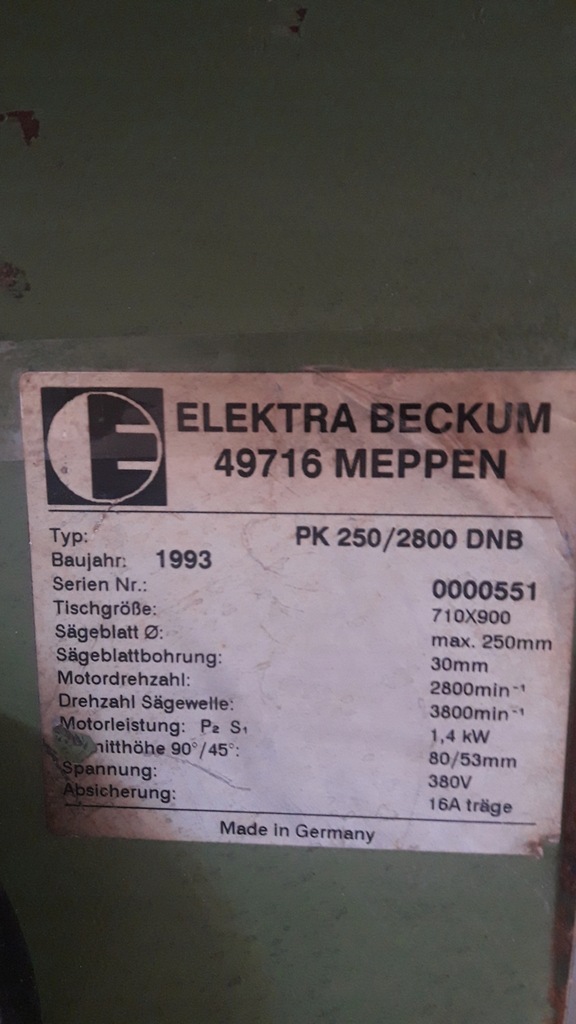 ELEKTRA BECKUM
49716 MEPPEN
Typ: PK 250/2800 DNB
Baujahr: 1993
Serien Nr.: 0000551
Tischgröße: 710X900
Sägeblatt Ø: max. 250mm
Sägeblattbohrung: 30mm
Motordrehzahl: 2800min⁻¹
Drehzahl Sägewelle: 3800min⁻¹
Motorleistung: P₂ S₁ 1,4 kW
nitthöhe 90°/45°: 80/53mm
Spannung: 380V
Absicherung: 16A träge
Made in Germany